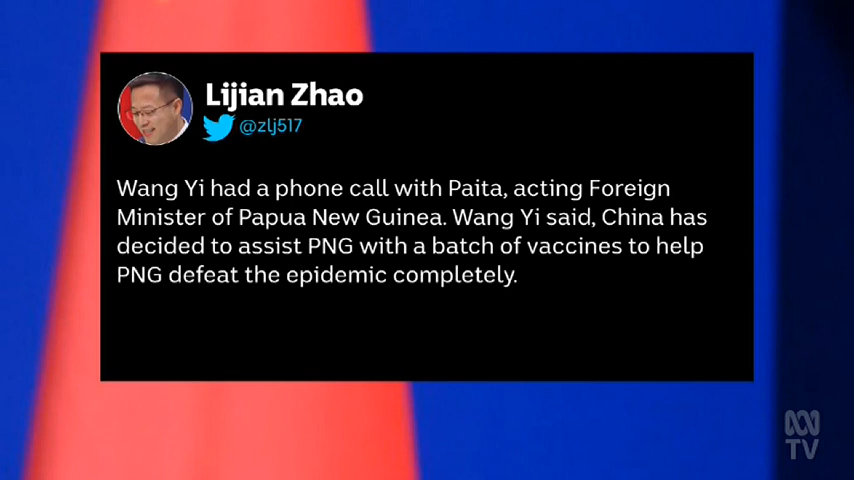 Lijian Zhao
@zlj517
Wang Yi had a phone call with Paita, acting Foreign
Minister of Papua New Guinea. Wang Yi said, China has
decided to assist PNG with a batch of vaccines to help
PNG defeat the epidemic completely.
ABC
TV